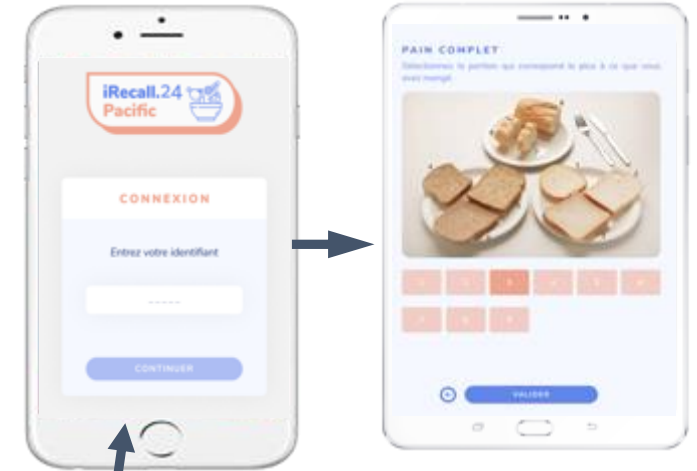 iRecall.24
Pacific
CONNEXION
Entrez votre identifiant
-----
CONTINUER
PAIN COMPLET
Sélectionnez la portion qui correspond le plus à ce que vous
avez mangé.
3
VALIDER